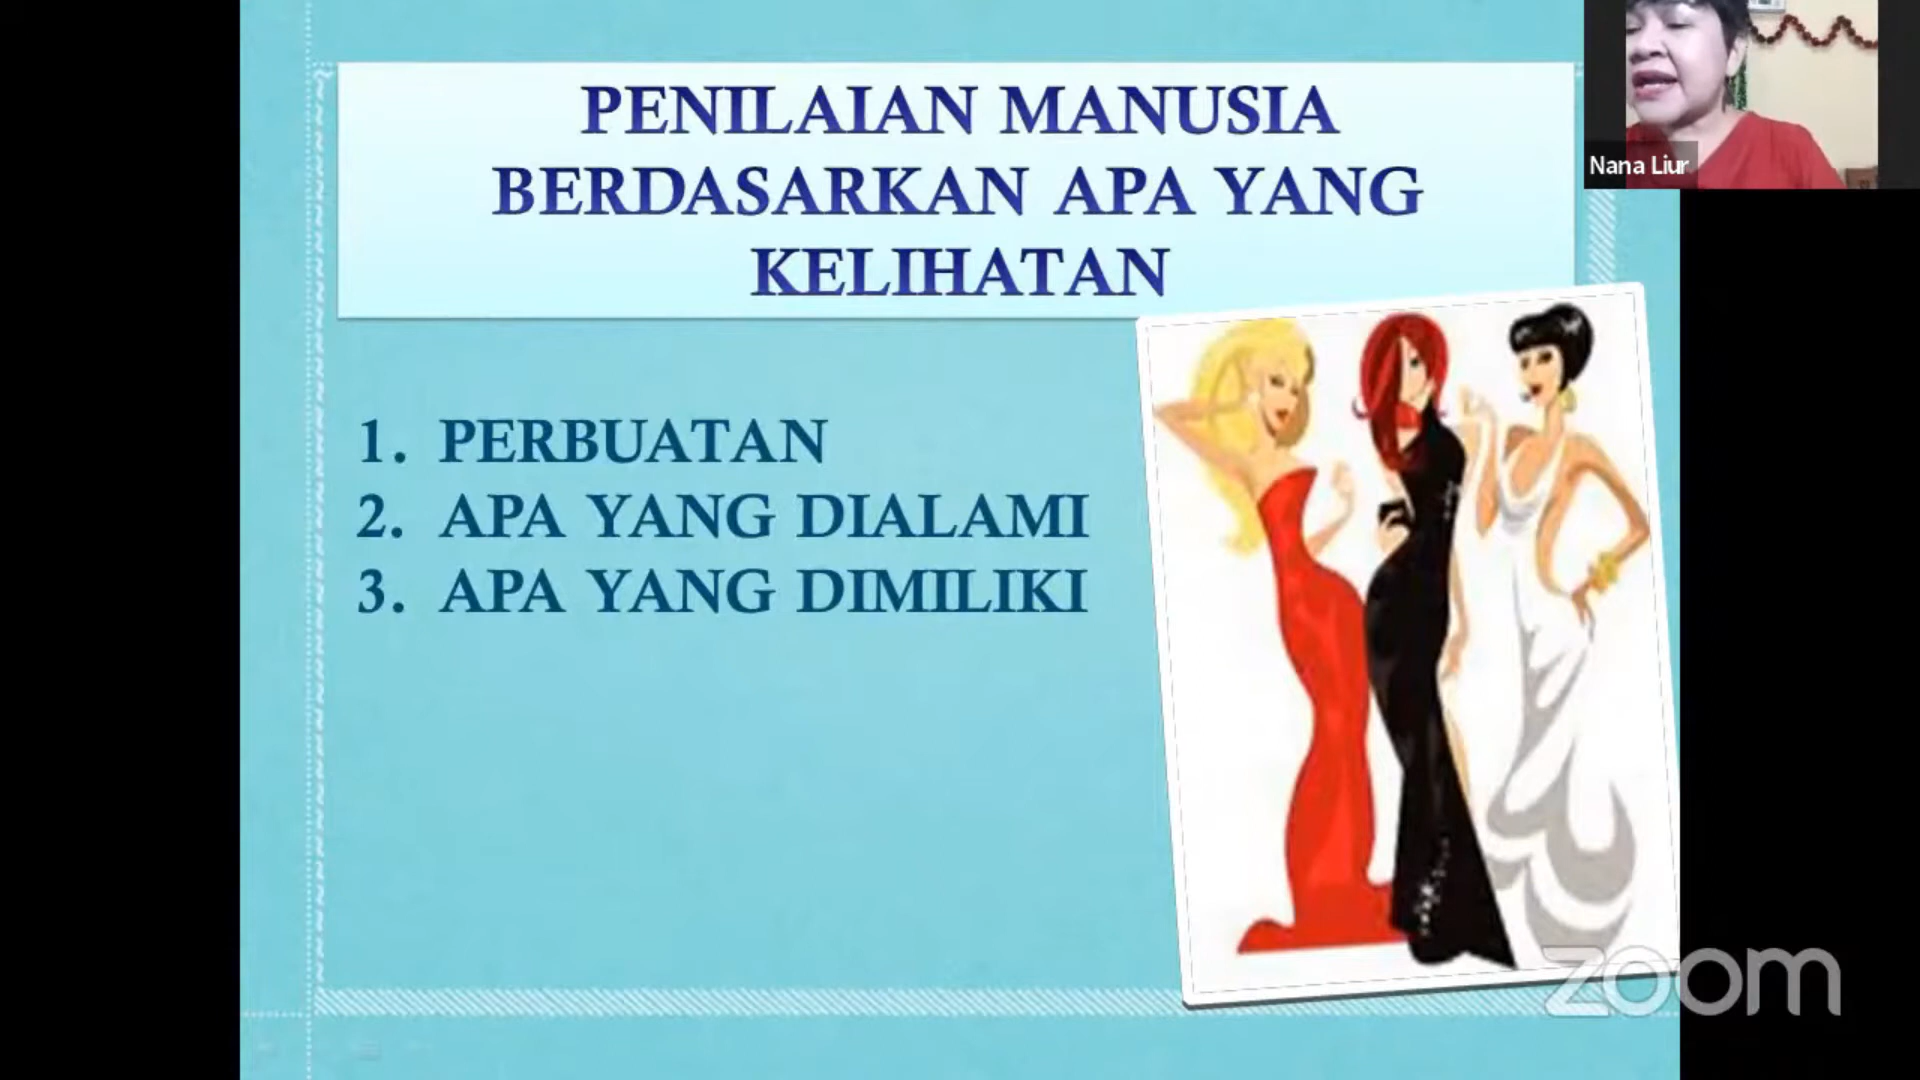 PENILAIAN MANUSIA
BERDASARKAN APA YANG
KELIHATAN
1. PERBUATAN
2. APA YANG DIALAMI
3. APA YANG DIMILIKI
Nana Liur
zoom